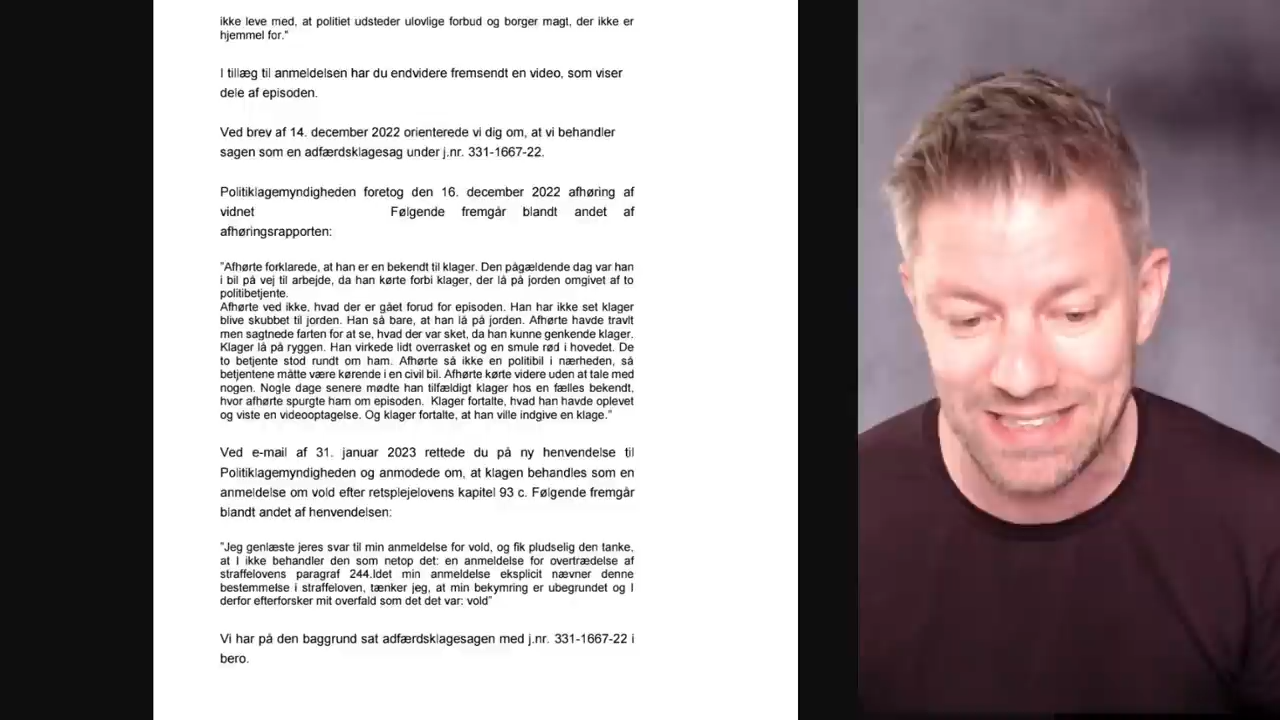 ikke leve med, at politiet udsteder ulovlige forbud og borger magt, der ikke er
hjemmel for."
I tillæg til anmeldelsen har du endvidere fremsendt en video, som viser
dele af episoden.
Ved brev af 14. december 2022 orienterede vi dig om, at vi behandler
sagen som en adfærdsklagesag under j.nr. 331-1667-22.
Politiklagemyndigheden foretog den 16. december 2022 afhøring af
vidnet Følgende fremgår blandt andet af
afhøringsrapporten:
"Afhørte forklarede, at han er en bekendt til klager. Den pågældende dag var han
i bil på vej til arbejde, da han kørte forbi klager, der lå på jorden omgivet af to
politibetjente.
Afhørte ved ikke, hvad der er gået forud for episoden. Han har ikke set klager
blive skubbet til jorden. Han så bare, at han lå på jorden. Afhørte havde travlt
men sagtnede farten for at se, hvad der var sket, da han kunne genkende klager.
Klager lå på ryggen. Han virkede lidt overrasket og en smule rød i hovedet. De
to betjente stod rundt om ham. Afhørte så ikke en politibil i nærheden, så
betjentene måtte være kørende i en civil bil. Afhørte kørte videre uden at tale med
nogen. Nogle dage senere mødte han tilfældigt klager hos en fælles bekendt,
hvor afhørte spurgte ham om episoden. Klager fortalte, hvad han havde oplevet
og viste en videooptagelse. Og klager fortalte, at han ville indgive en klage."
Ved e-mail af 31. januar 2023 rettede du på ny henvendelse til
Politiklagemyndigheden og anmodede om, at klagen behandles som en
anmeldelse om vold efter retsplejelovens kapitel 93 c. Følgende fremgår
blandt andet af henvendelsen:
"Jeg genlæste jeres svar til min anmeldelse for vold, og fik pludselig den tanke,
at I ikke behandler den som netop det: en anmeldelse for overtrædelse af
straffelovens paragraf 244.Idet min anmeldelse eksplicit nævner denne
bestemmelse i straffeloven, tænker jeg, at min bekymring er ubegrundet og I
derfor efterforsker mit overfald som det det var: vold"
Vi har på den baggrund sat adfærdsklagesagen med j.nr. 331-1667-22 i
bero.